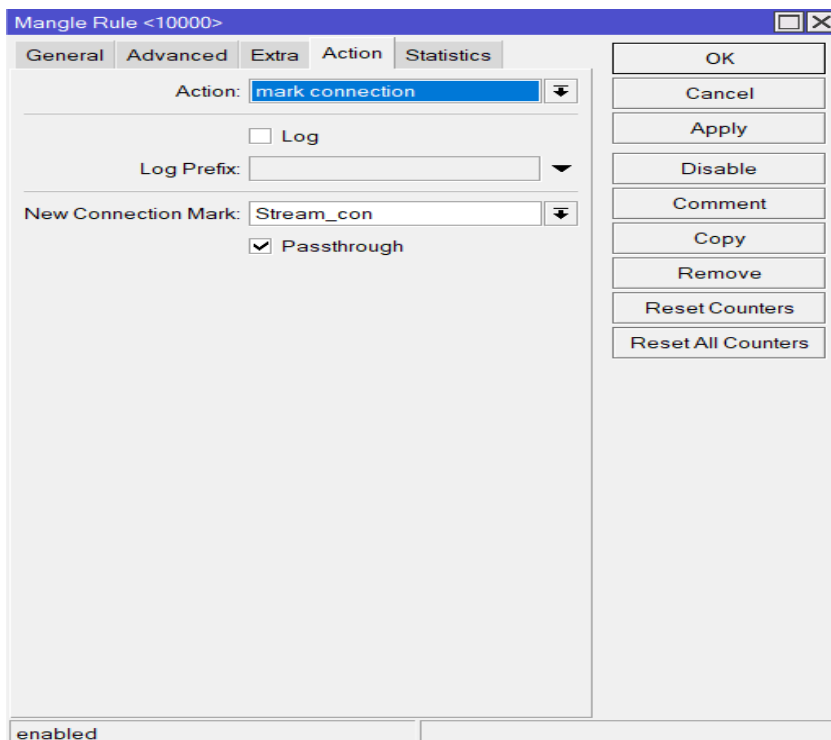 Mangle Rule <10000>
General Advanced Extra Action Statistics
Action: mark connection
Log
Log Prefix:
New Connection Mark: Stream_con
Passthrough
OK
Cancel
Apply
Disable
Comment
Copy
Remove
Reset Counters
Reset All Counters
enabled